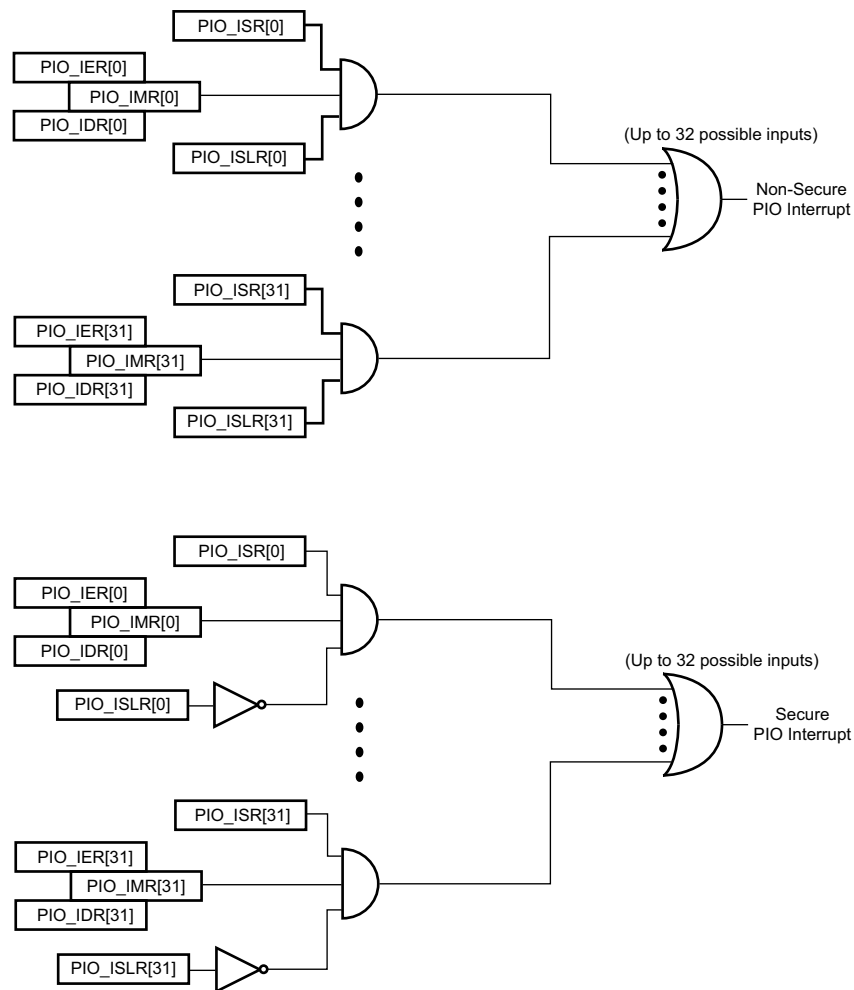 PIO_ISR[0]
PIO_IER[0]
PIO_IMR[0]
PIO_IDR[0]
PIO_ISLR[0]
(Up to 32 possible inputs)
Non-Secure
PIO Interrupt
PIO_ISR[31]
PIO_IER[31]
PIO_IMR[31]
PIO_IDR[31]
PIO_ISLR[31]
PIO_ISR[0]
PIO_IER[0]
PIO_IMR[0]
PIO_IDR[0]
PIO_ISLR[0]
(Up to 32 possible inputs)
Secure
PIO Interrupt
PIO_ISR[31]
PIO_IER[31]
PIO_IMR[31]
PIO_IDR[31]
PIO_ISLR[31]